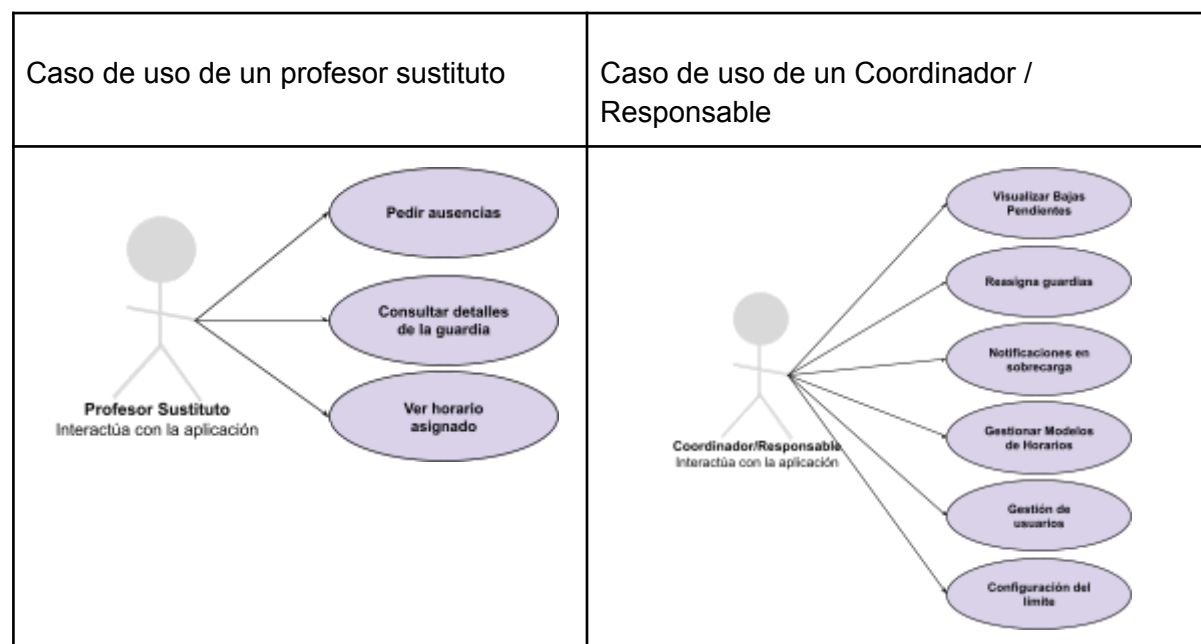 Caso de uso de un profesor sustituto
Caso de uso de un Coordinador /
Responsable
Pedir ausencias
Consultar detalles
de la guardia
Ver horario
asignado
Profesor Sustituto
Interactúa con la aplicación
Visualizar Bajas
Pendientes
Reasigna guardias
Notificaciones en
sobrecarga
Gestionar Modelos
de Horarios
Gestión de
usuarios
Configuración del
límite
Coordinador/Responsable
Interactúa con la aplicación